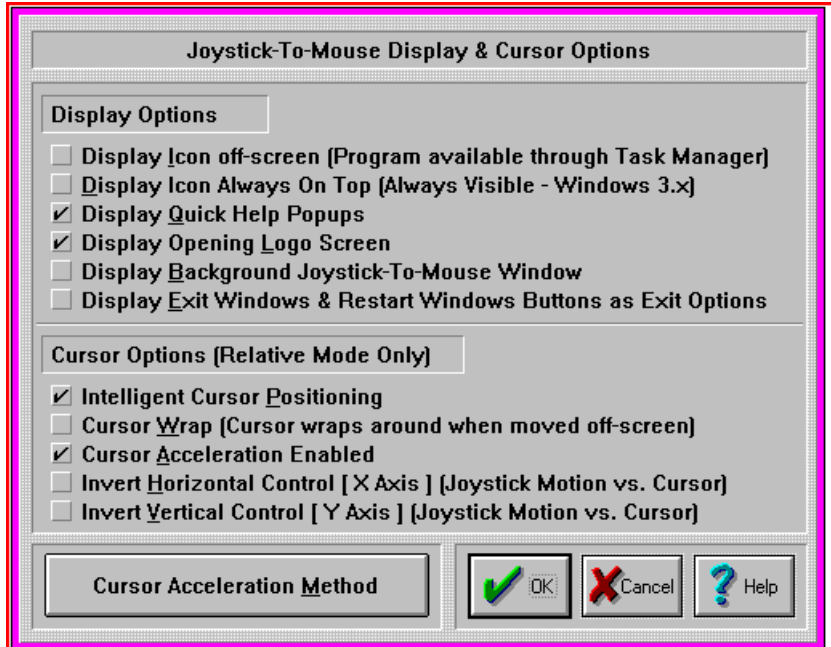 Joystick-To-Mouse Display & Cursor Options
Display Options
Display Icon off-screen (Program available through Task Manager)
Display Icon Always On Top (Always Visible - Windows 3.x)
Display Quick Help Popups
Display Opening Logo Screen
Display Background Joystick-To-Mouse Window
Display Exit Windows & Restart Windows Buttons as Exit Options
Cursor Options (Relative Mode Only)
Intelligent Cursor Positioning
Cursor Wrap (Cursor wraps around when moved off-screen)
Cursor Acceleration Enabled
Invert Horizontal Control [ X Axis ] (Joystick Motion vs. Cursor)
Invert Vertical Control [ Y Axis ] (Joystick Motion vs. Cursor)
Cursor Acceleration Method
OK
Cancel
Help